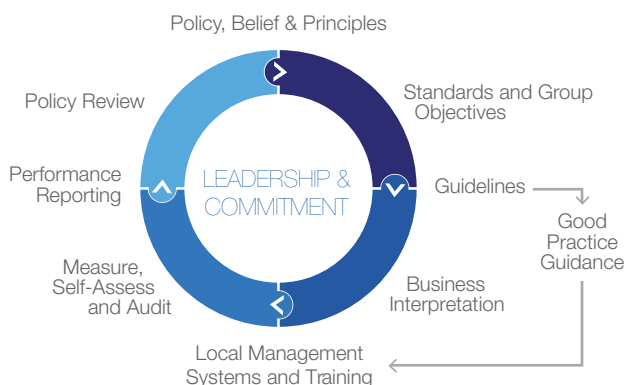 Policy, Belief & Principles
Standards and Group
Objectives
Guidelines
Good
Practice
Guidance
Business
Interpretation
Local Management
Systems and Training
Measure,
Self-Assess
and Audit
Performance
Reporting
Policy Review
LEADERSHIP &
COMMITMENT